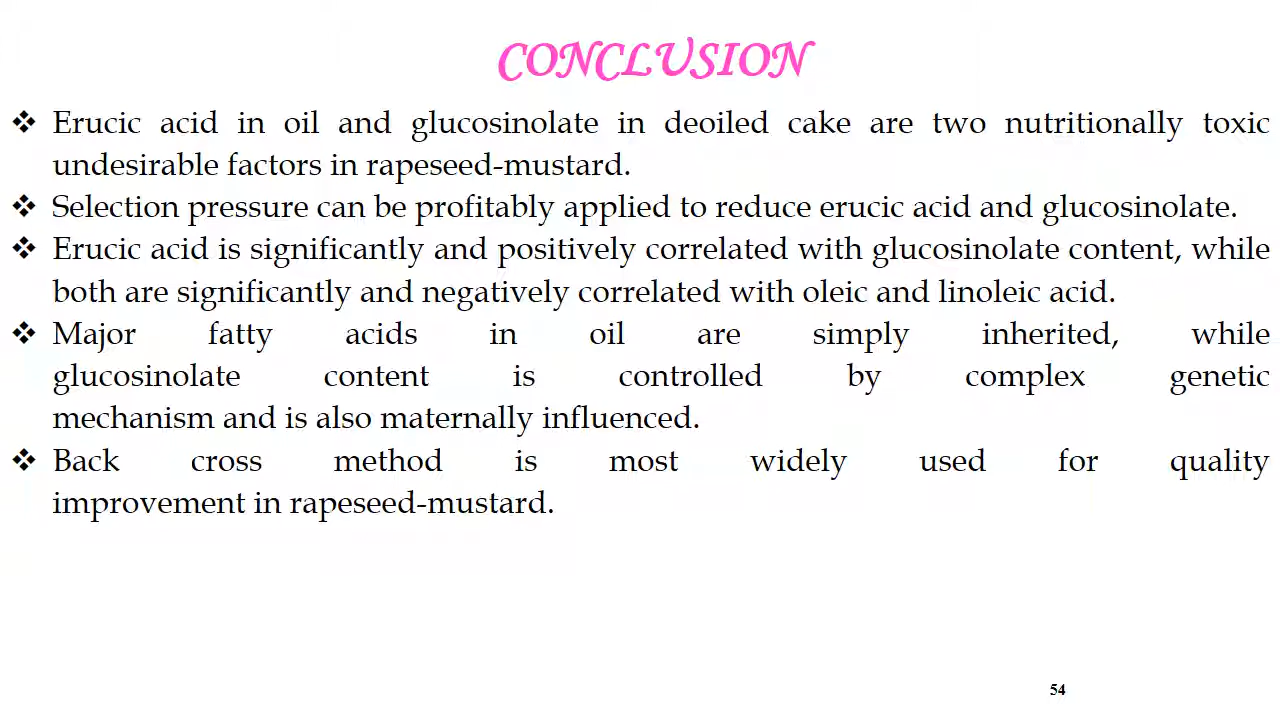 CONCLUSION
❖ Erucic acid in oil and glucosinolate in deoiled cake are two nutritionally toxic
undesirable factors in rapeseed-mustard.
❖ Selection pressure can be profitably applied to reduce erucic acid and glucosinolate.
❖ Erucic acid is significantly and positively correlated with glucosinolate content, while
both are significantly and negatively correlated with oleic and linoleic acid.
❖ Major fatty acids in oil are simply inherited, while
glucosinolate content is controlled by complex genetic
mechanism and is also maternally influenced.
❖ Back cross method is most widely used for quality
improvement in rapeseed-mustard.
54